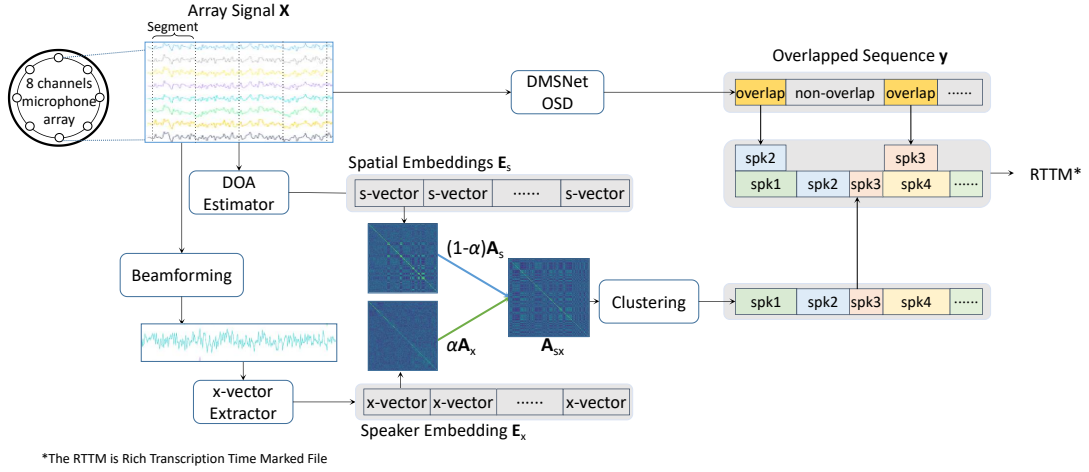 Array Signal X
Segment
8 channels
microphone
array
DMSNet
OSD
Overlapped Sequence y
overlap non-overlap overlap ······
spk2 spk3
spk1 spk2 spk3 spk4 ······
RTTM*
DOA
Estimator
Spatial Embeddings Es
s-vector s-vector ······ s-vector
Beamforming
(1-α)As
αAx
Asx
Clustering
spk1 spk2 spk3 spk4 ······
x-vector
Extractor
x-vector x-vector ······ x-vector
Speaker Embedding Ex
*The RTTM is Rich Transcription Time Marked File